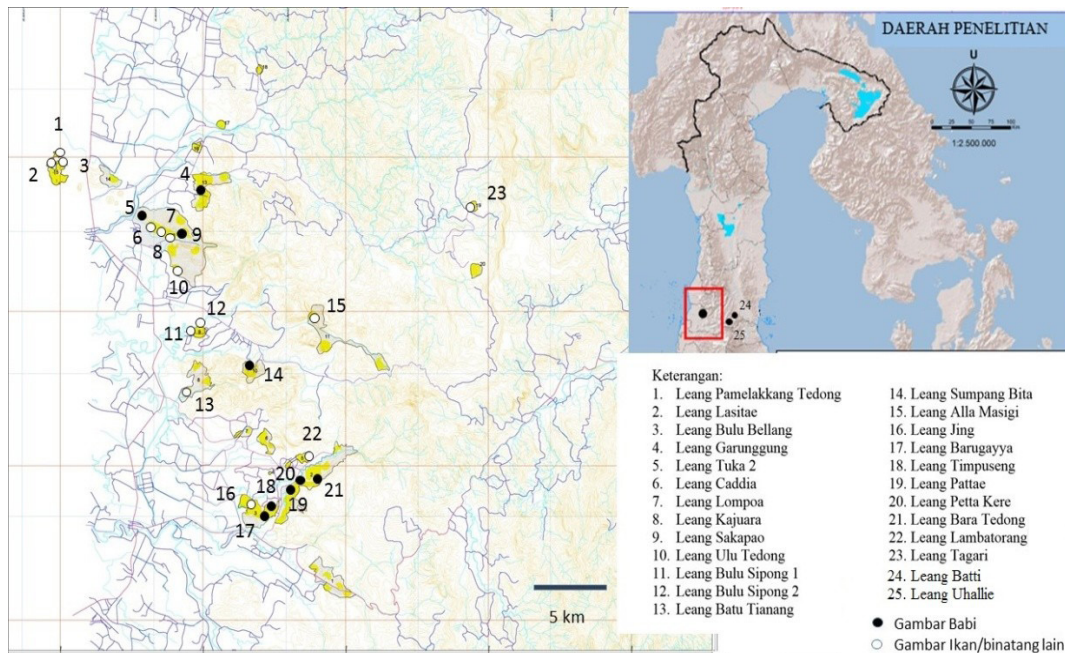 1
2
3
4
5
6
7
8
9
10
11
12
13
14
15
16
17
18
19
20
21
22
23
5 km
DAERAH PENELITIAN
U
0 25 50 75 100
1:2.500.000
24
25
Keterangan:
1. Leang Pamelakkang Tedong
2. Leang Lasitae
3. Leang Bulu Bellang
4. Leang Garunggung
5. Leang Tuka 2
6. Leang Caddia
7. Leang Lompoa
8. Leang Kajuara
9. Leang Sakapao
10. Leang Ulu Tedong
11. Leang Bulu Sipong 1
12. Leang Bulu Sipong 2
13. Leang Batu Tianang
14. Leang Sumpang Bita
15. Leang Alla Masigi
16. Leang Jing
17. Leang Barugayya
18. Leang Timpuseng
19. Leang Pattae
20. Leang Petta Kere
21. Leang Bara Tedong
22. Leang Lambatorang
23. Leang Tagari
24. Leang Batti
25. Leang Uhallie
Gambar Babi
Gambar Ikan/binatang lain